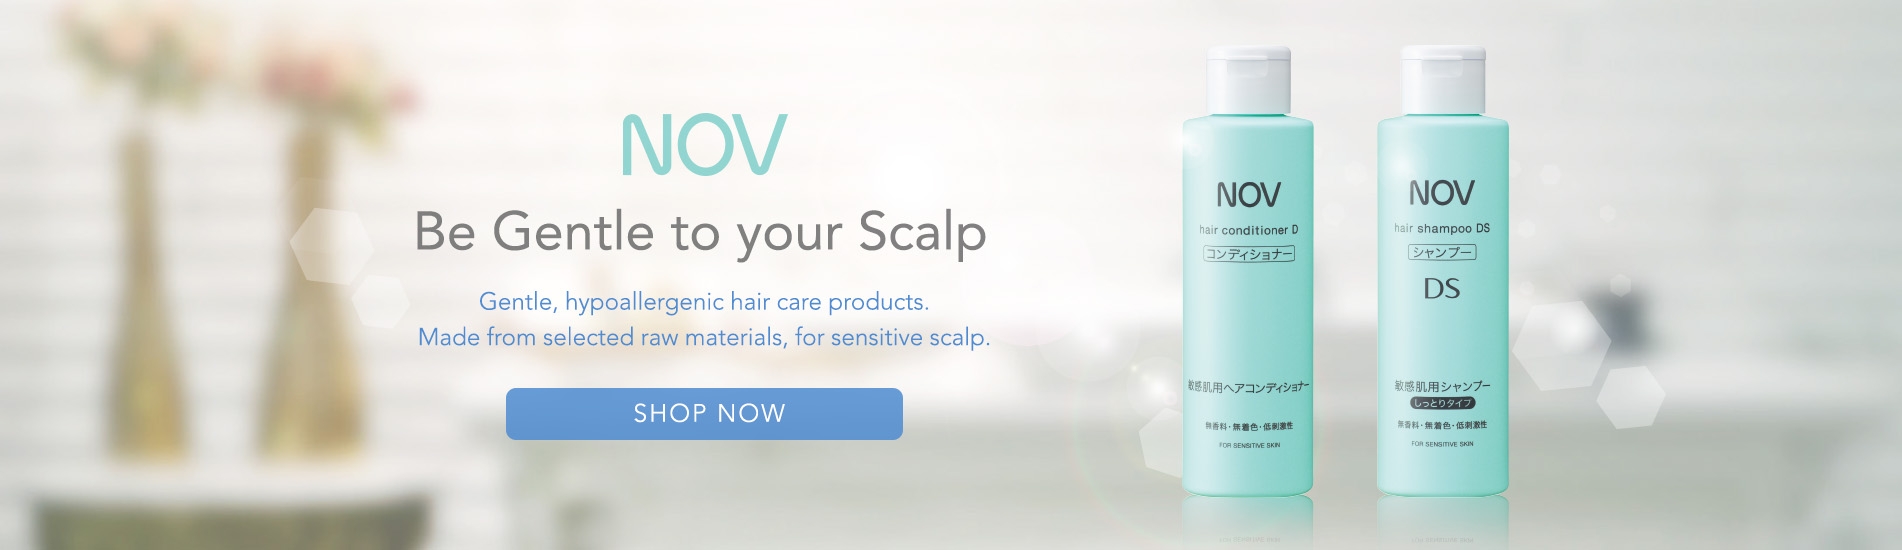 NOV
Be Gentle to your Scalp
Gentle, hypoallergenic hair care products.
Made from selected raw materials, for sensitive scalp.
SHOP NOW
NOV
hair conditioner D
コンディショナー
敏感肌用ヘアコンディショナー
無香料・無着色・低刺激性
FOR SENSITIVE SKIN
NOV
hair shampoo DS
シャンプー
DS
敏感肌用シャンプー
しっとりタイプ
無香料・無着色・低刺激性
FOR SENSITIVE SKIN